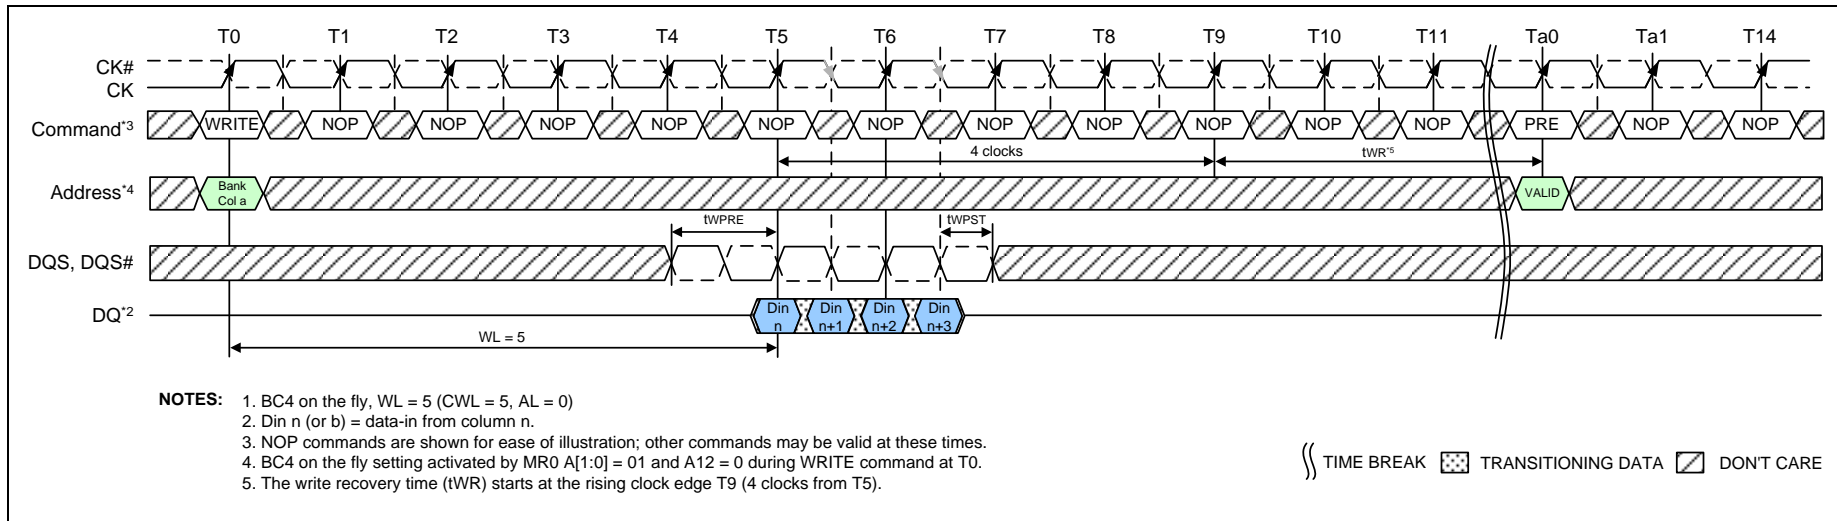 T0 T1 T2 T3 T4 T5 T6 T7 T8 T9 T10 T11 Ta0 Ta1 T14
CK#
CK
Command*3 WRITE NOP NOP NOP NOP NOP NOP NOP NOP NOP NOP NOP PRE NOP NOP
4 clocks tWR*5
Address*4 Bank Col a VALID
tWPRE tWPST
DQS, DQS#
DQ*2 Din n Din n+1 Din n+2 Din n+3
WL = 5
NOTES: 1. BC4 on the fly, WL = 5 (CWL = 5, AL = 0)
2. Din n (or b) = data-in from column n.
3. NOP commands are shown for ease of illustration; other commands may be valid at these times.
4. BC4 on the fly setting activated by MR0 A[1:0] = 01 and A12 = 0 during WRITE command at T0.
5. The write recovery time (tWR) starts at the rising clock edge T9 (4 clocks from T5).
TIME BREAK TRANSITIONING DATA DON'T CARE